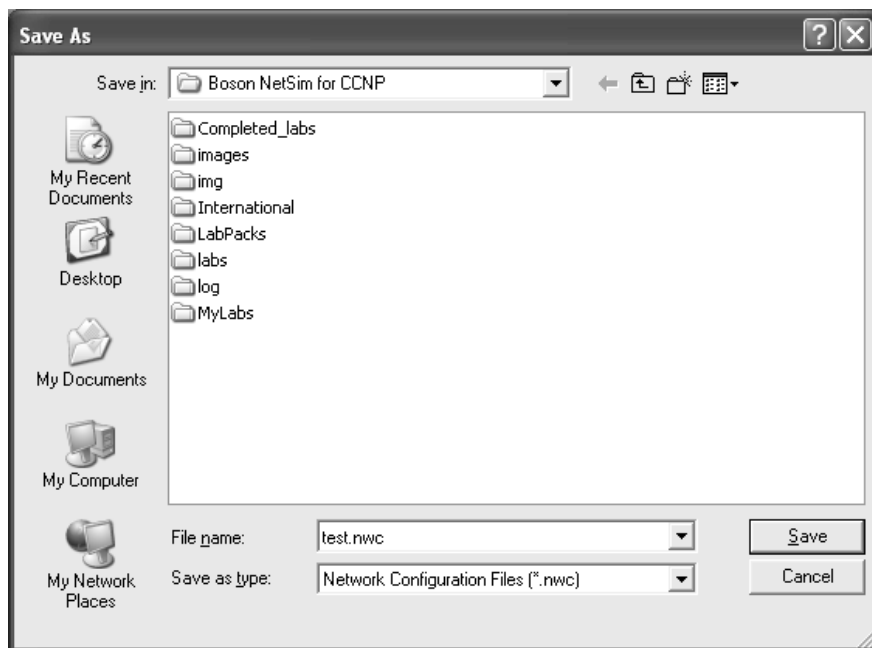 Save As
Save in:
Boson NetSim for CCNP
My Recent
Documents
Desktop
My Documents
My Computer
My Network
Places
Completed_labs
images
img
International
LabPacks
labs
log
MyLabs
File name:
test.nwc
Save
Save as type:
Network Configuration Files (*.nwc)
Cancel